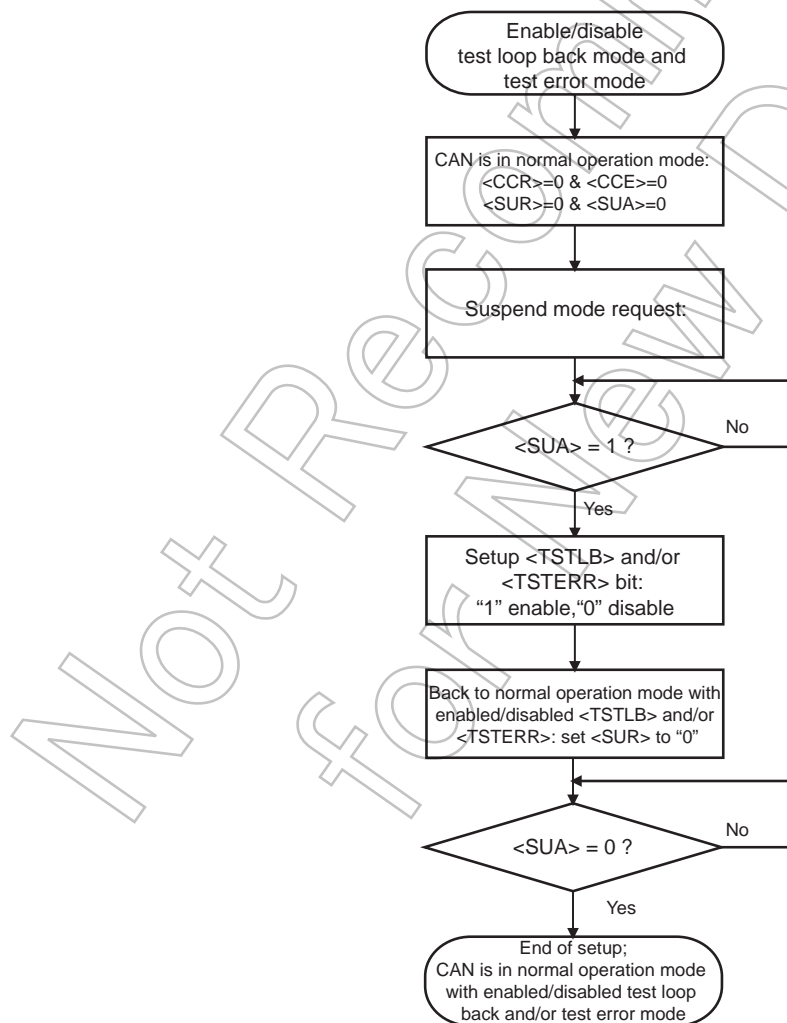 Enable/disable
test loop back mode and
test error mode
CAN is in normal operation mode:
<CCR>=0 & <CCE>=0
<SUR>=0 & <SUA>=0
Suspend mode request:
<SUA> = 1 ?
No
Yes
Setup <TSTLB> and/or
<TSTERR> bit:
“1” enable,“0” disable
Back to normal operation mode with
enabled/disabled <TSTLB> and/or
<TSTERR>: set <SUR> to “0”
<SUA> = 0 ?
No
Yes
End of setup;
CAN is in normal operation mode
with enabled/disabled test loop
back and/or test error mode
Not
for New